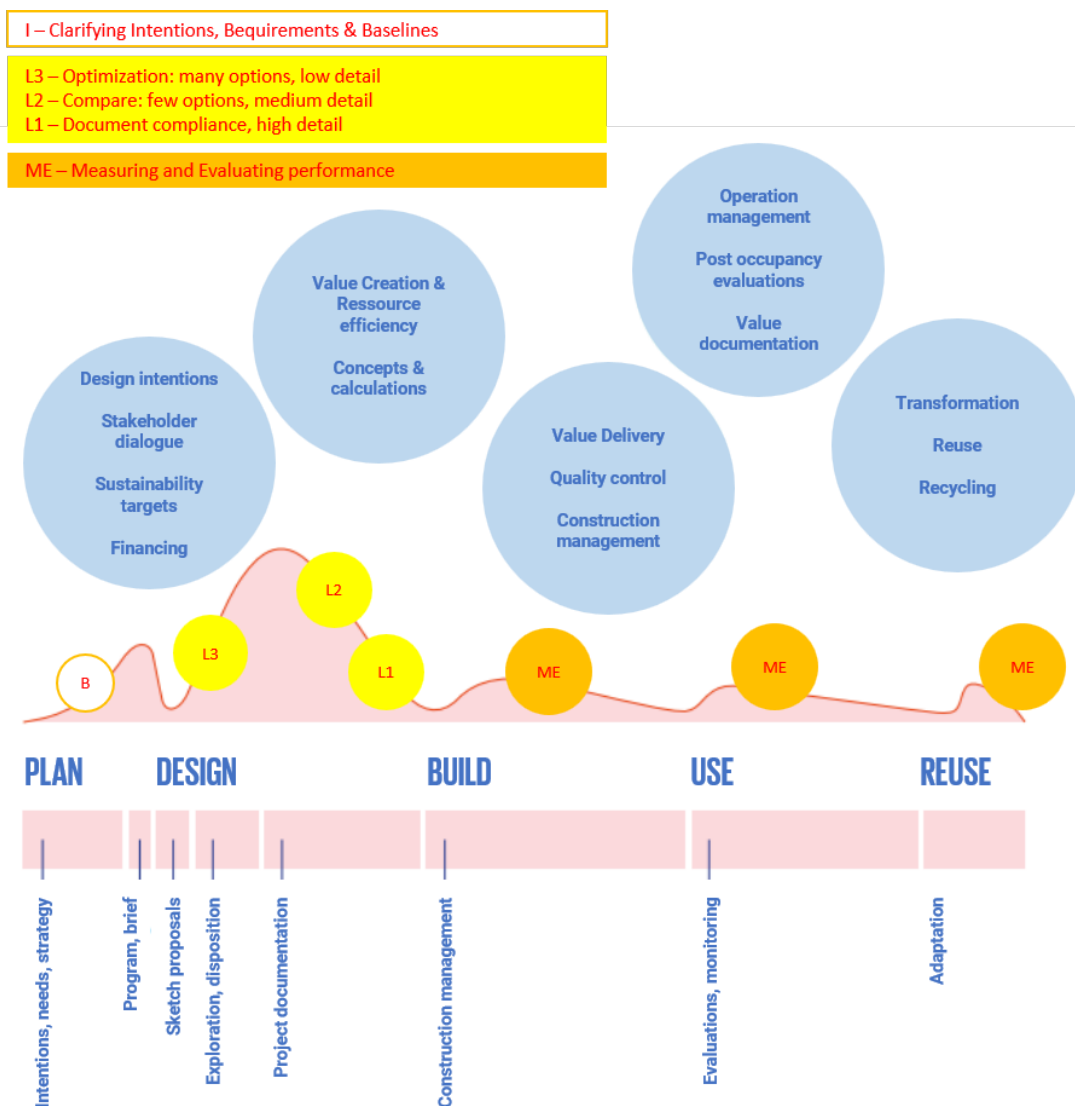 I – Clarifying Intentions, Bequirements & Baselines
L3 – Optimization: many options, low detail
L2 – Compare: few options, medium detail
L1 – Document compliance, high detail
ME – Measuring and Evaluating performance
Operation
management
Post occupancy
evaluations
Value
documentation
Value Creation &
Ressource
efficiency
Concepts &
calculations
Design intentions
Stakeholder
dialogue
Sustainability
targets
Financing
Value Delivery
Quality control
Construction
management
Transformation
Reuse
Recycling
B
L3
L2
L1
ME
ME
ME
PLAN
DESIGN
BUILD
USE
REUSE
Intentions, needs, strategy
Program, brief
Sketch proposals
Exploration, disposition
Project documentation
Construction management
Evaluations, monitoring
Adaptation